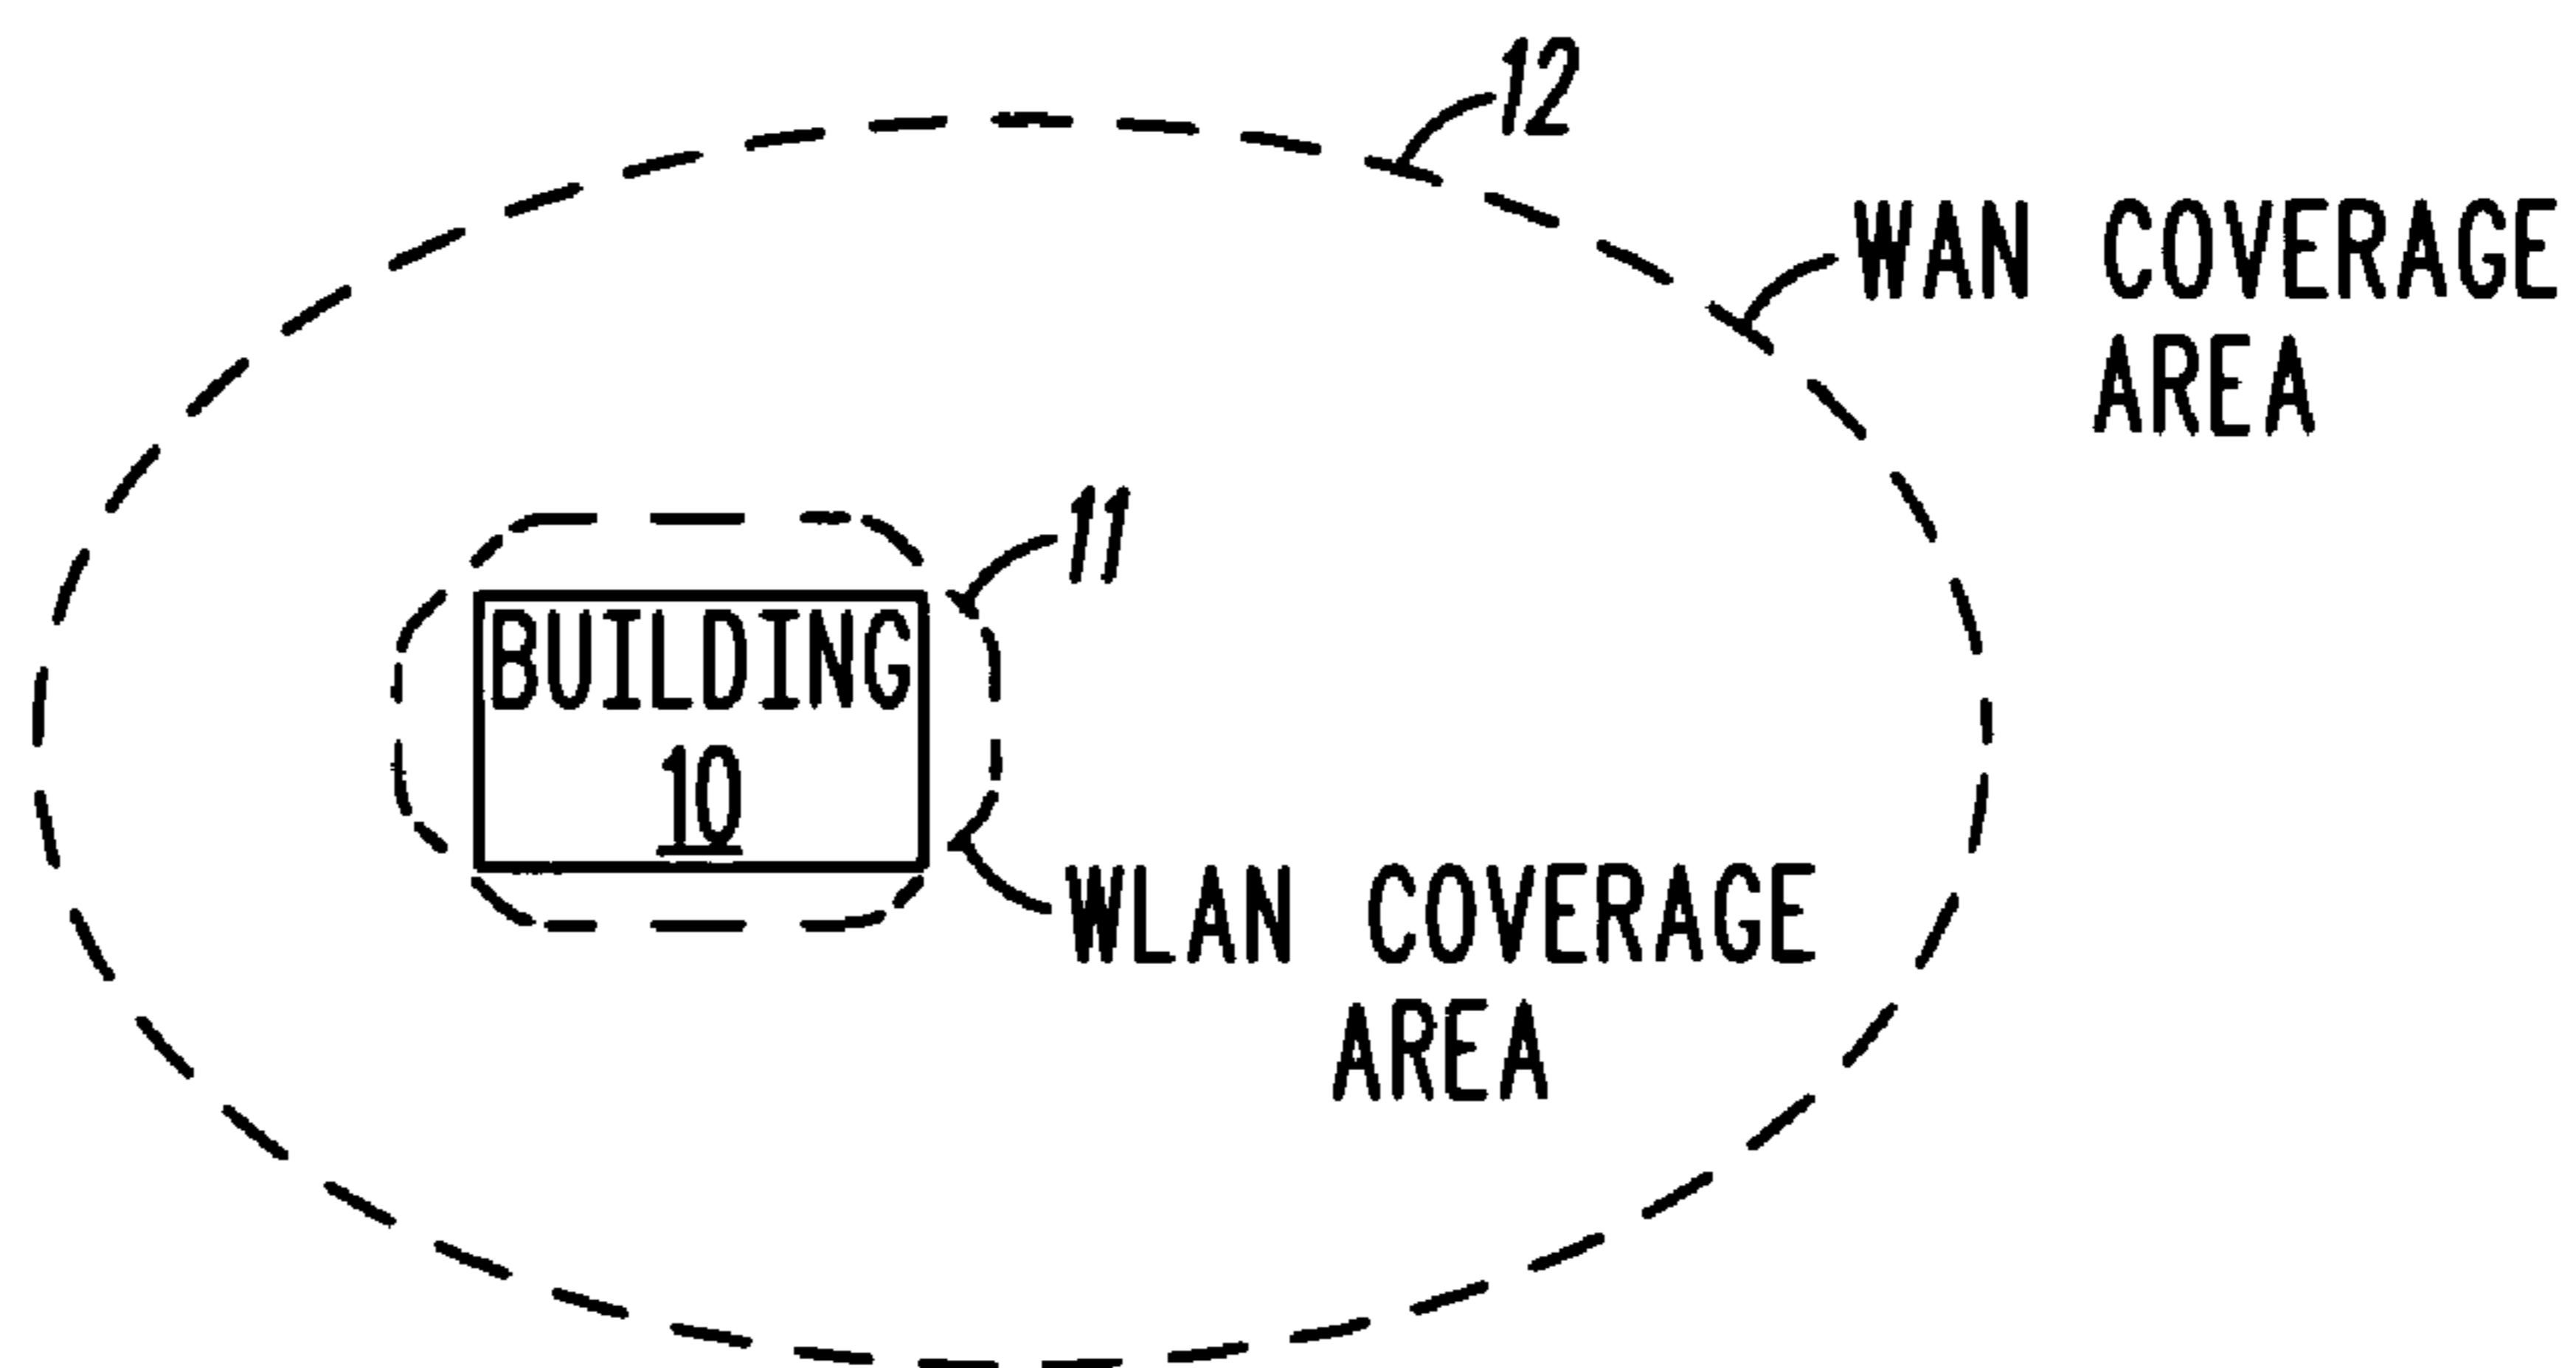 12
WAN COVERAGE
AREA
11
BUILDING
10
WLAN COVERAGE
AREA